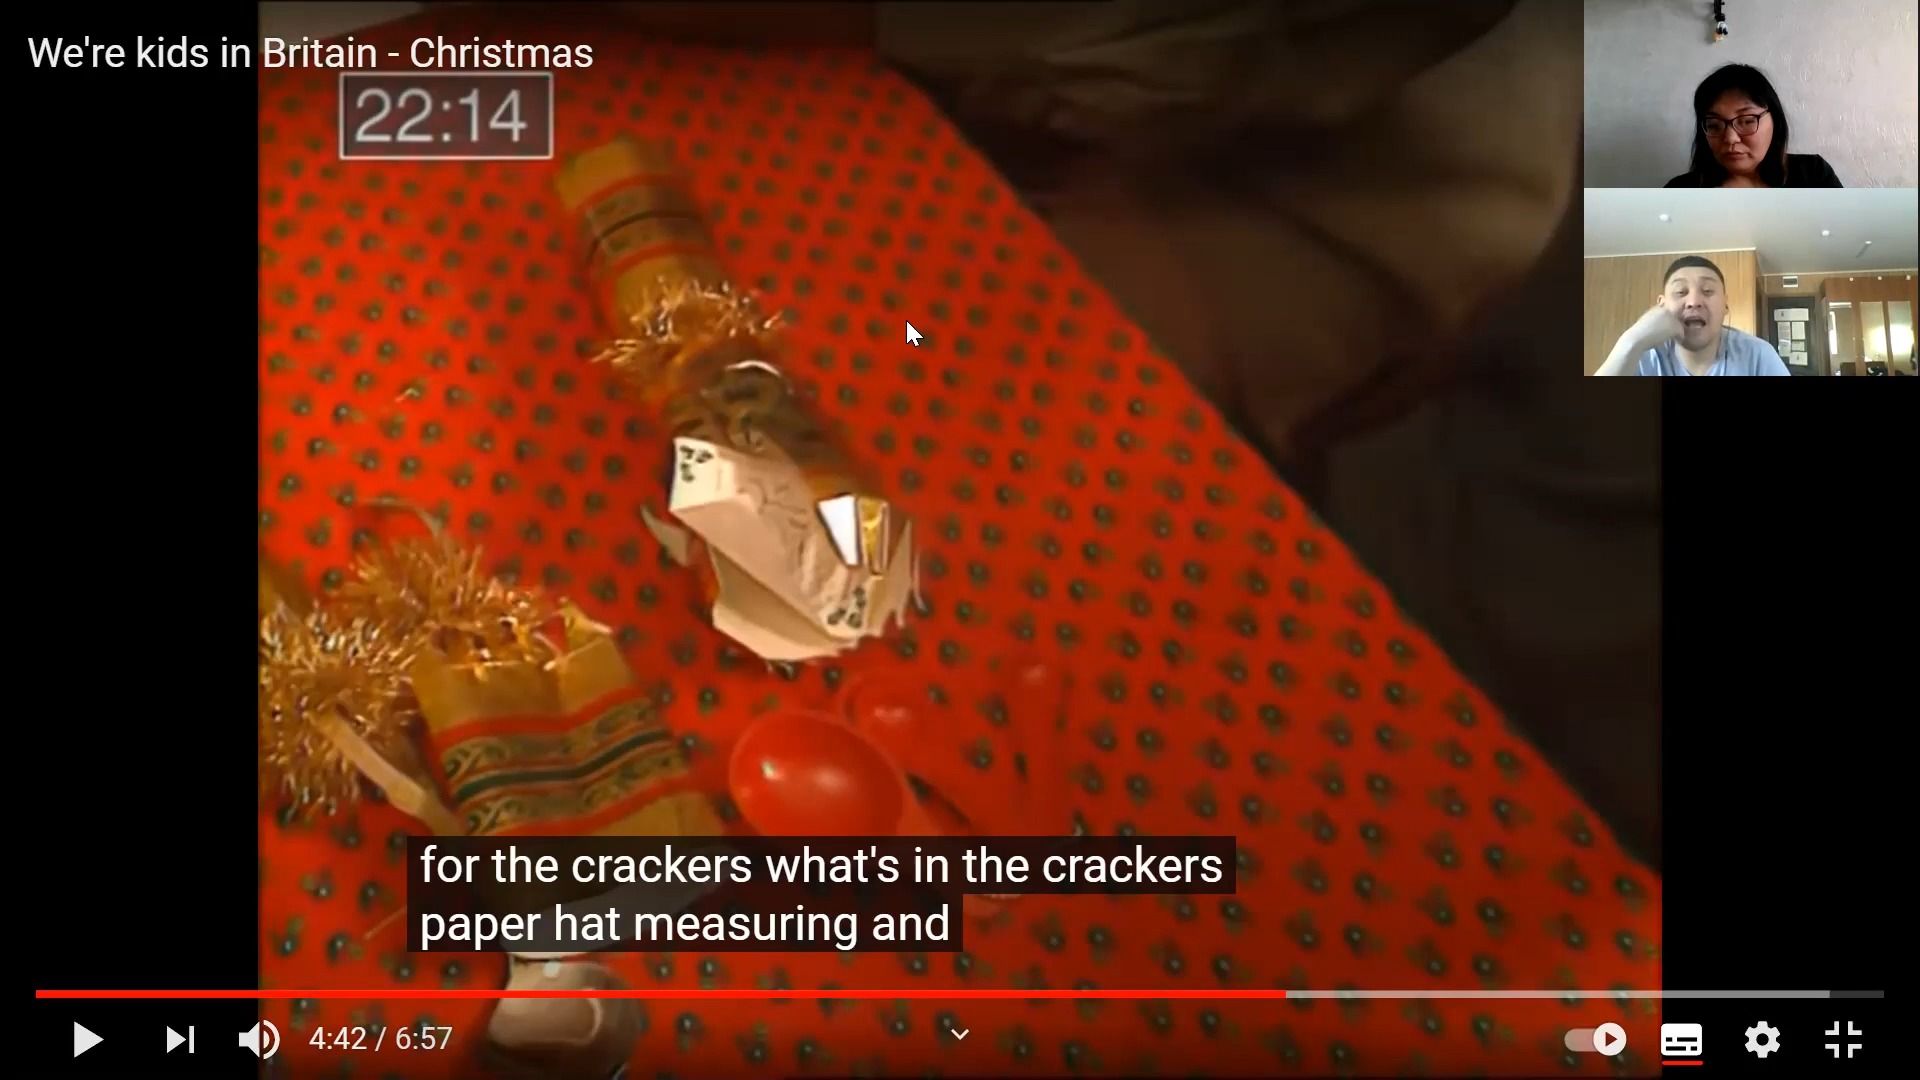 We're kids in Britain - Christmas
22:14
for the crackers what's in the crackers
paper hat measuring and
4:42 / 6:57